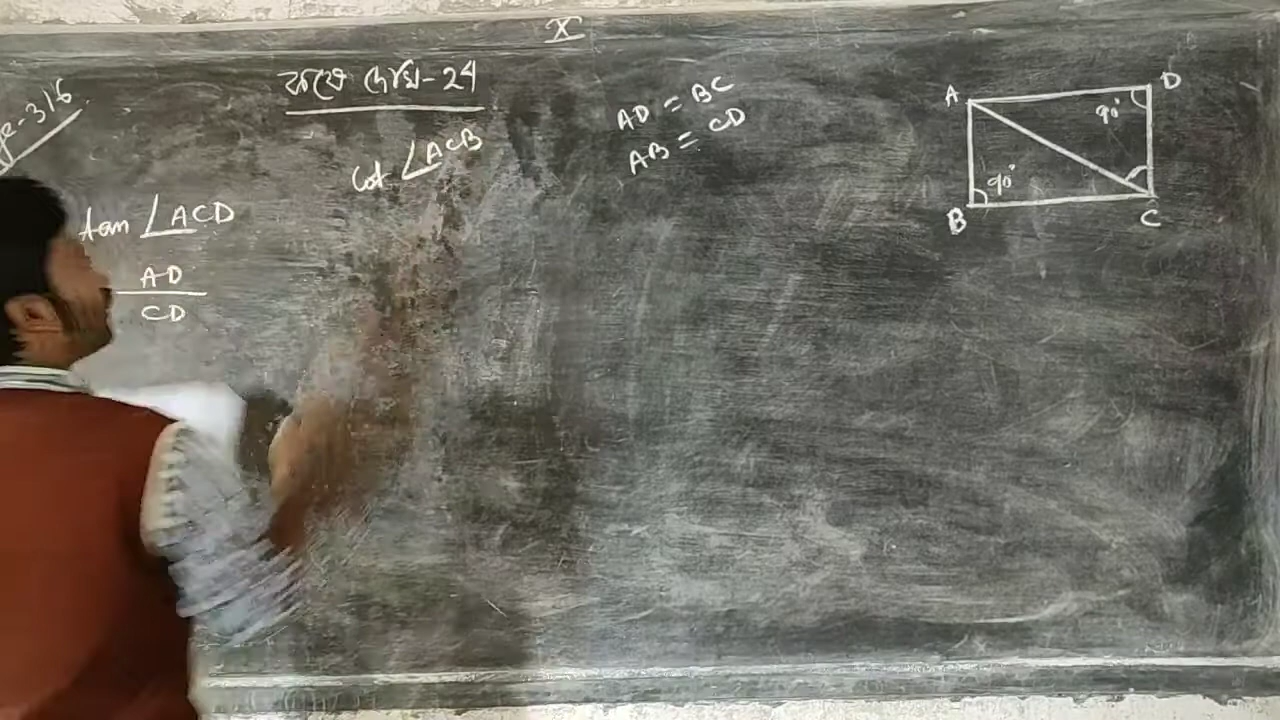 X
কষে দেখি-24
-316
tan ∠ACD
AD
CD
Cot ∠ACB
AD = BC
AB = CD
A
D
90°
90°
B
C